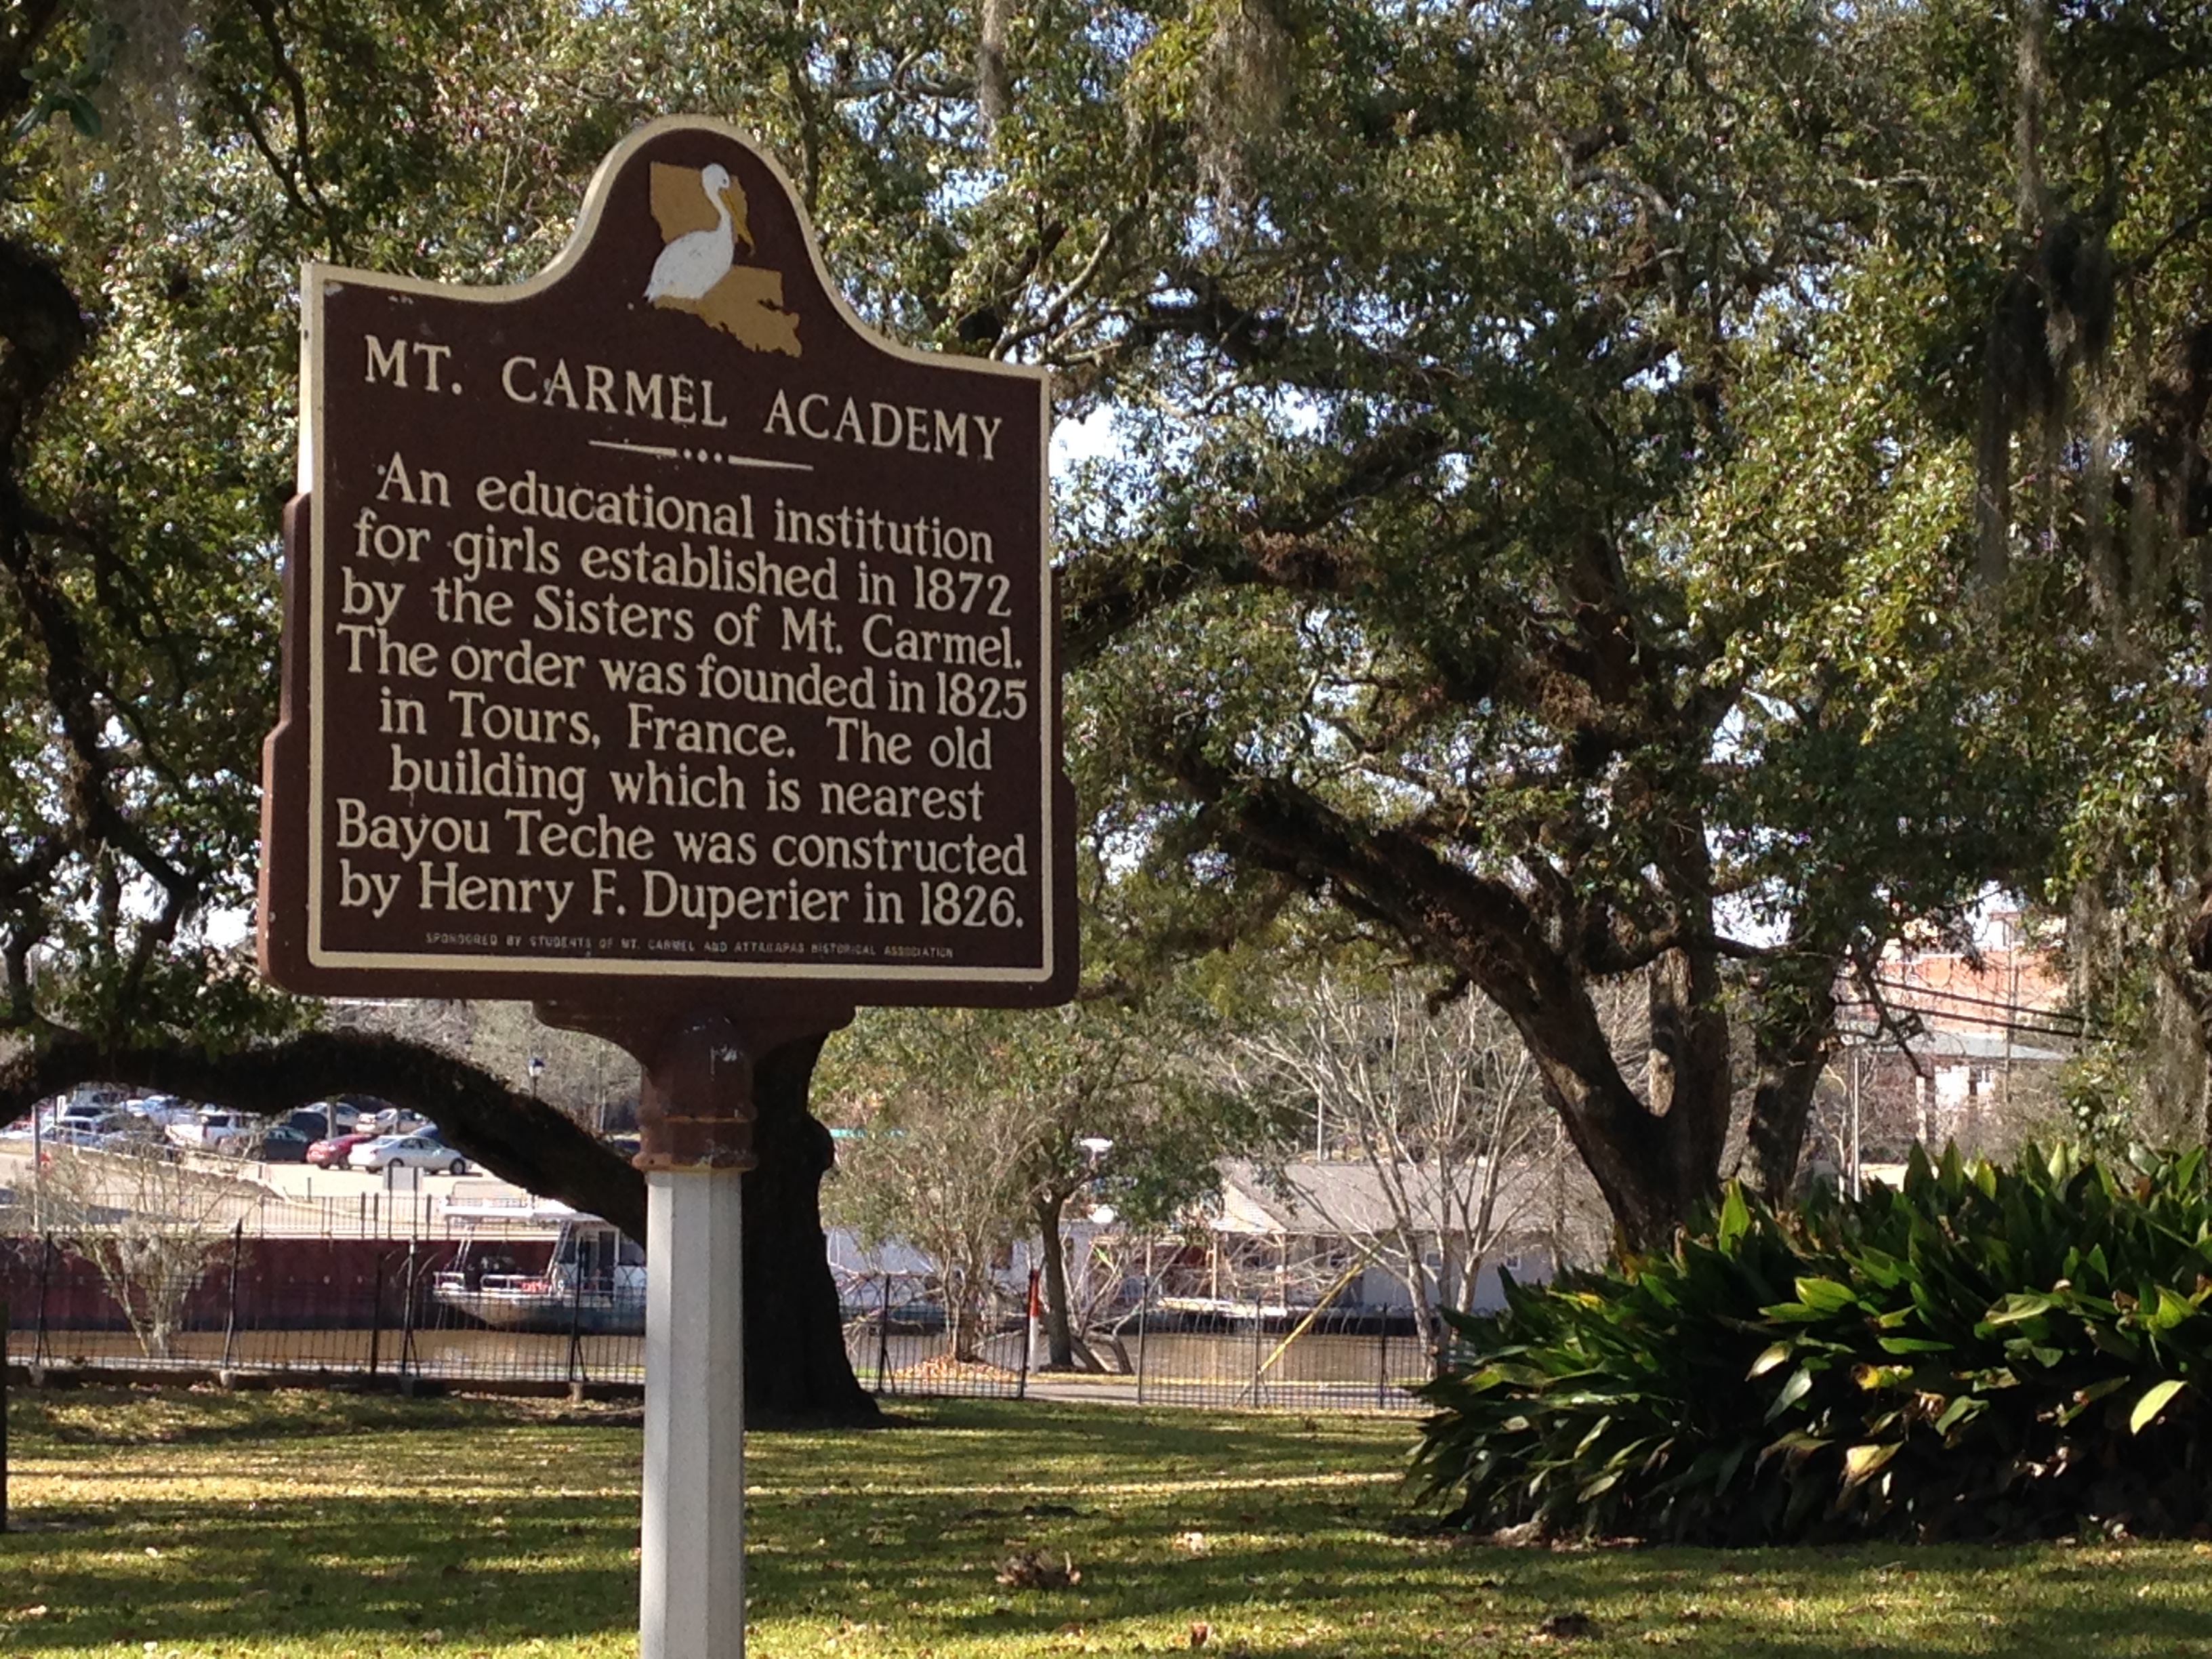 MT. CARMEL ACADEMY
An educational institution
for girls established in 1872
by the Sisters of Mt. Carmel.
The order was founded in 1825
in Tours, France. The old
building which is nearest
Bayou Teche was constructed
by Henry F. Duperier in 1826.
SPONSORED BY STUDENTS OF MT. CARMEL AND ATTAKAPAS HISTORICAL ASSOCIATION